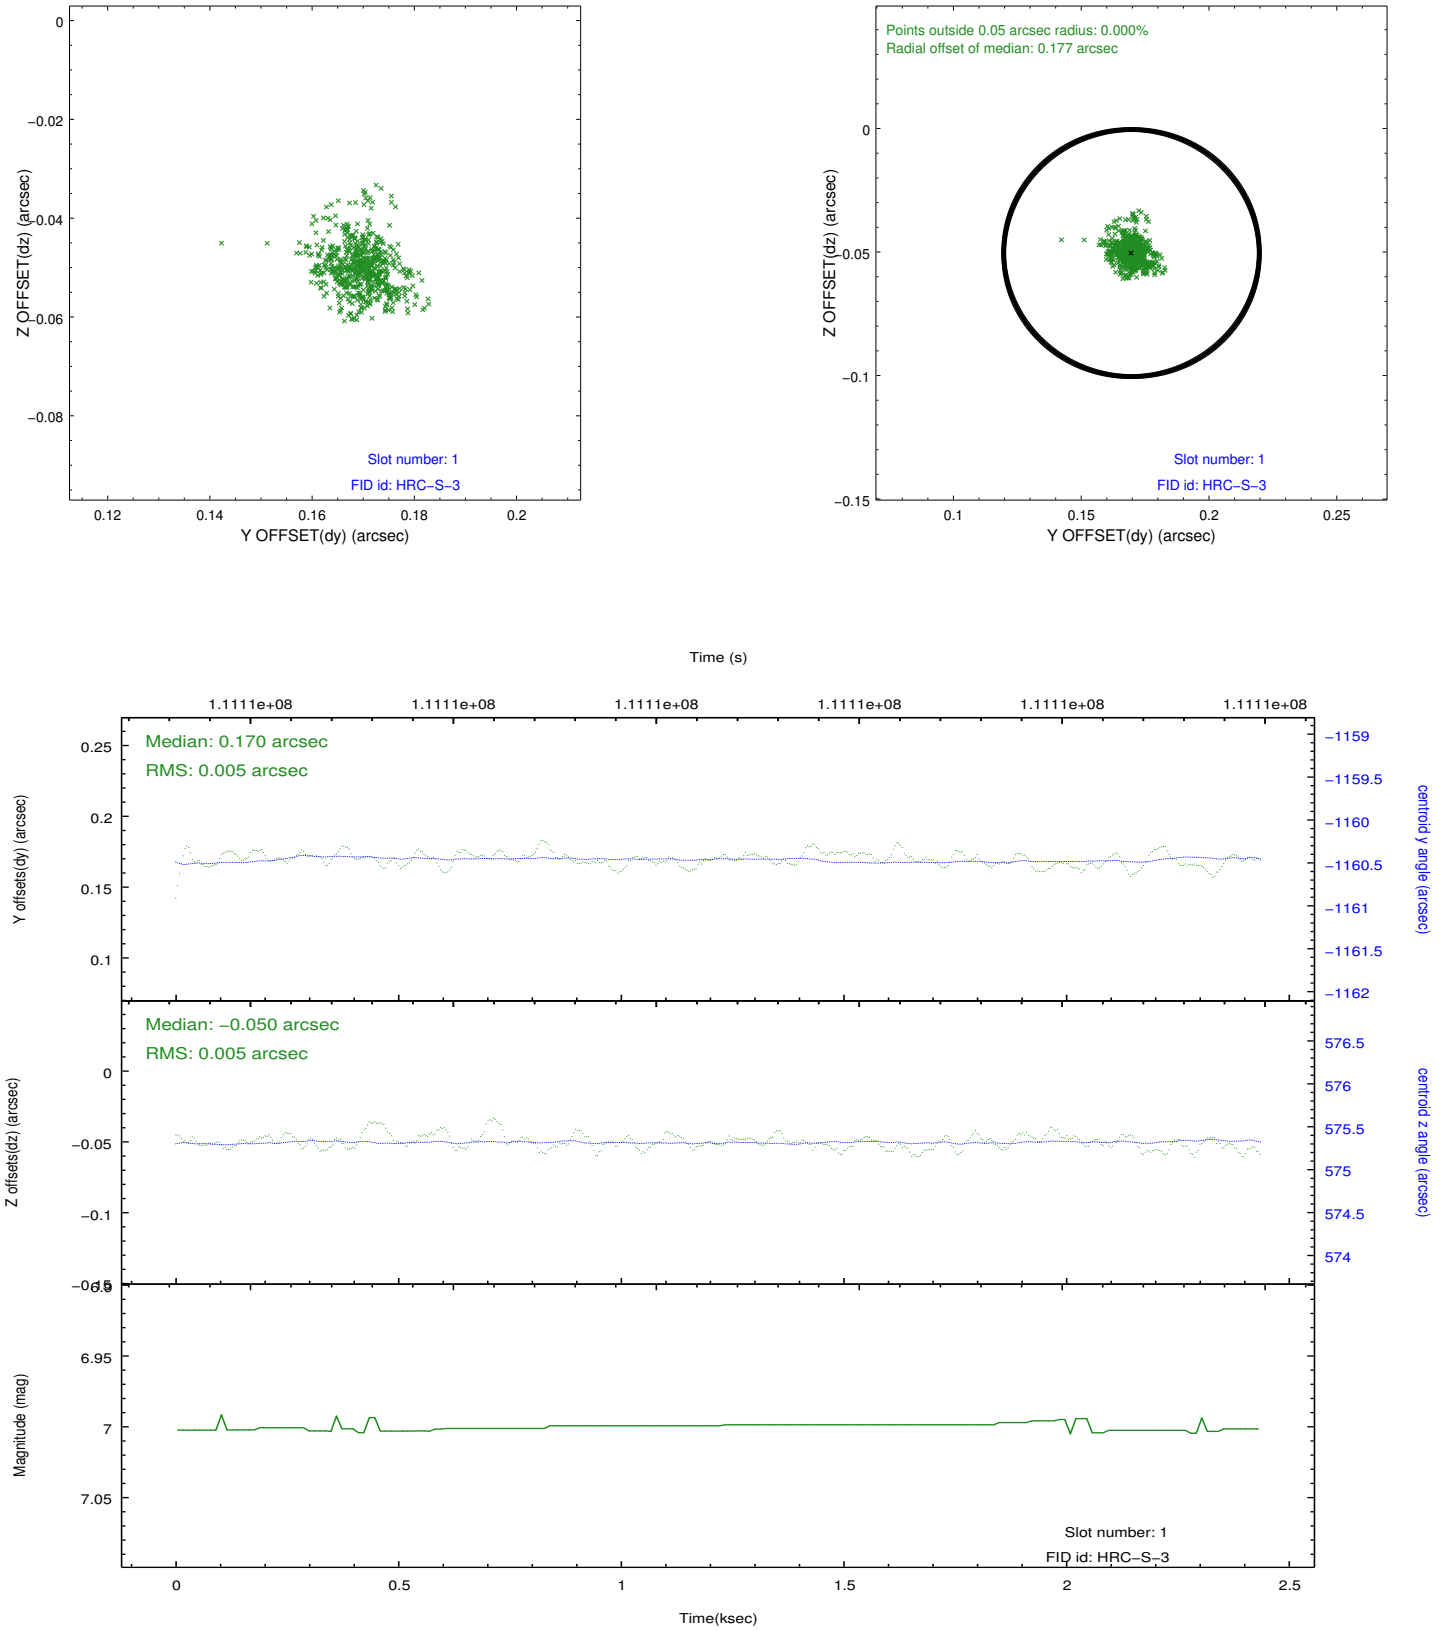 0
−0.02
−0.04
−0.06
−0.08
Z OFFSET(dz) (arcsec)
Slot number: 1
FID id: HRC−S−3
0.12
0.14
0.16
0.18
0.2
Y OFFSET(dy) (arcsec)
Points outside 0.05 arcsec radius: 0.000%
Radial offset of median: 0.177 arcsec
0
−0.05
−0.1
−0.15
Z OFFSET(dz) (arcsec)
Slot number: 1
FID id: HRC−S−3
0.1
0.15
0.2
0.25
Y OFFSET(dy) (arcsec)
Time (s)
1.1111e+08
1.1111e+08
1.1111e+08
1.1111e+08
1.1111e+08
1.1111e+08
Median: 0.170 arcsec
RMS: 0.005 arcsec
0.25
0.2
0.15
0.1
Y offsets(dy) (arcsec)
−1159
−1159.5
−1160
−1160.5
−1161
−1161.5
−1162
centroid y angle (arcsec)
Median: −0.050 arcsec
RMS: 0.005 arcsec
0
−0.05
−0.1
−0.15
Z offsets(dz) (arcsec)
576.5
576
575.5
575
574.5
574
centroid z angle (arcsec)
6.9
6.95
7
7.05
Magnitude (mag)
Slot number: 1
FID id: HRC−S−3
0
0.5
1
1.5
2
2.5
Time(ksec)